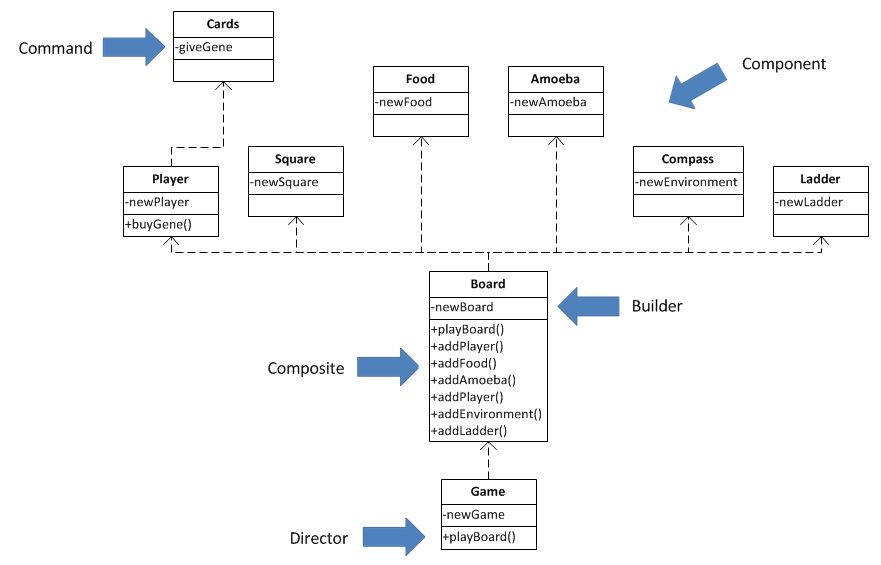 Cards
-giveGene
Command
Food
-newFood
Amoeba
-newAmoeba
Component
Player
-newPlayer
+buyGene()
Square
-newSquare
Compass
-newEnvironment
Ladder
-newLadder
Board
-newBoard
+playBoard()
+addPlayer()
+addFood()
+addAmoeba()
+addPlayer()
+addEnvironment()
+addLadder()
Builder
Composite
Game
-newGame
+playBoard()
Director